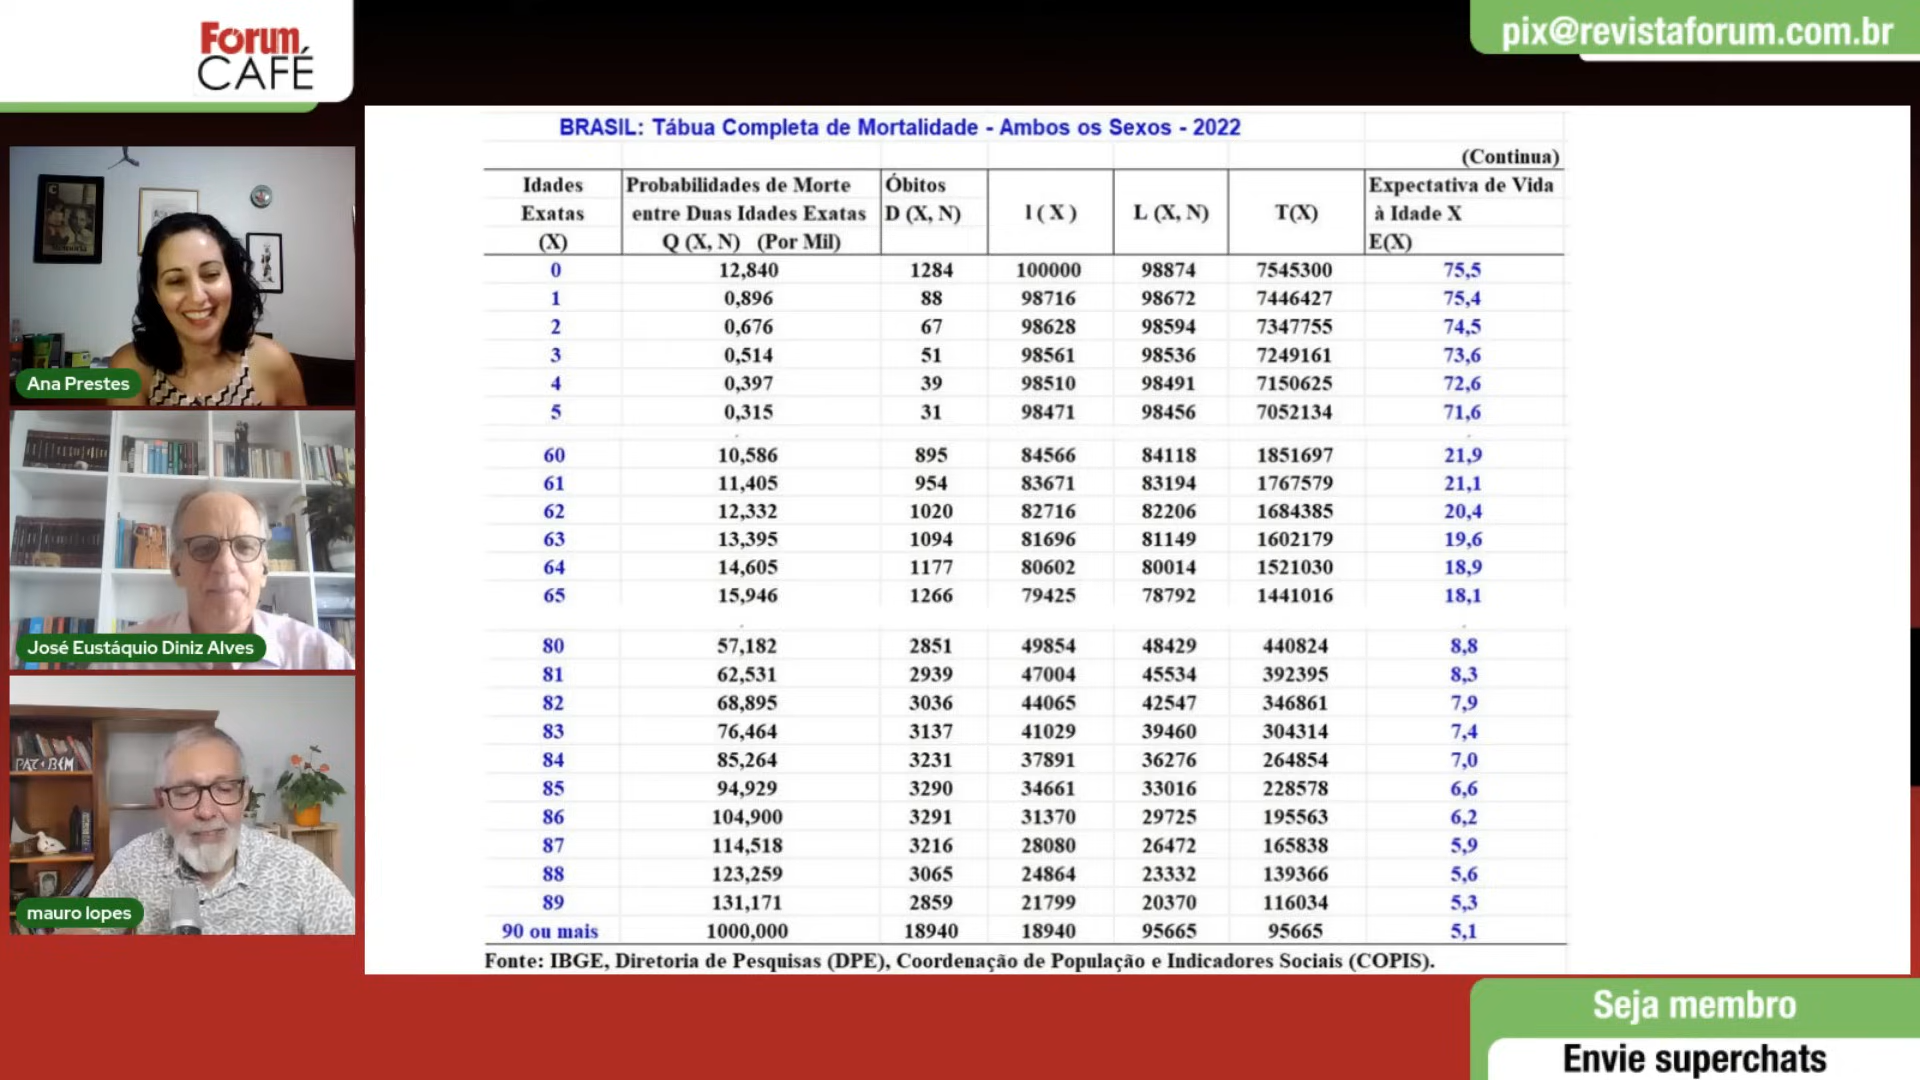 Forum
CAFÉ
pix@revistaforum.com.br
BRASIL: Tábua Completa de Mortalidade - Ambos os Sexos - 2022
(Continua)
Idades Exatas (X) | Probabilidades de Morte entre Duas Idades Exatas Q (X, N) (Por Mil) | Óbitos D (X, N) | l ( X ) | L (X, N) | T(X) | Expectativa de Vida à Idade X E(X)
0 12,840 1284 100000 98874 7545300 75,5
1 0,896 88 98716 98672 7446427 75,4
2 0,676 67 98628 98594 7347755 74,5
3 0,514 51 98561 98536 7249161 73,6
4 0,397 39 98510 98491 7150625 72,6
5 0,315 31 98471 98456 7052134 71,6
60 10,586 895 84566 84118 1851697 21,9
61 11,405 954 83671 83194 1767579 21,1
62 12,332 1020 82716 82206 1684385 20,4
63 13,395 1094 81696 81149 1602179 19,6
64 14,605 1177 80602 80014 1521030 18,9
65 15,946 1266 79425 78792 1441016 18,1
80 57,182 2851 49854 48429 440824 8,8
81 62,531 2939 47004 45534 392395 8,3
82 68,895 3036 44065 42547 346861 7,9
83 76,464 3137 41029 39460 304314 7,4
84 85,264 3231 37891 36276 264854 7,0
85 94,929 3290 34661 33016 228578 6,6
86 104,900 3291 31370 29725 195563 6,2
87 114,518 3216 28080 26472 165838 5,9
88 123,259 3065 24864 23332 139366 5,6
89 131,171 2859 21799 20370 116034 5,3
90 ou mais 1000,000 18940 18940 95665 95665 5,1
Fonte: IBGE, Diretoria de Pesquisas (DPE), Coordenação de População e Indicadores Sociais (COPIS).
Ana Prestes
José Eustáquio Diniz Alves
PAZ E BEM
mauro lopes
Seja membro
Envie superchats